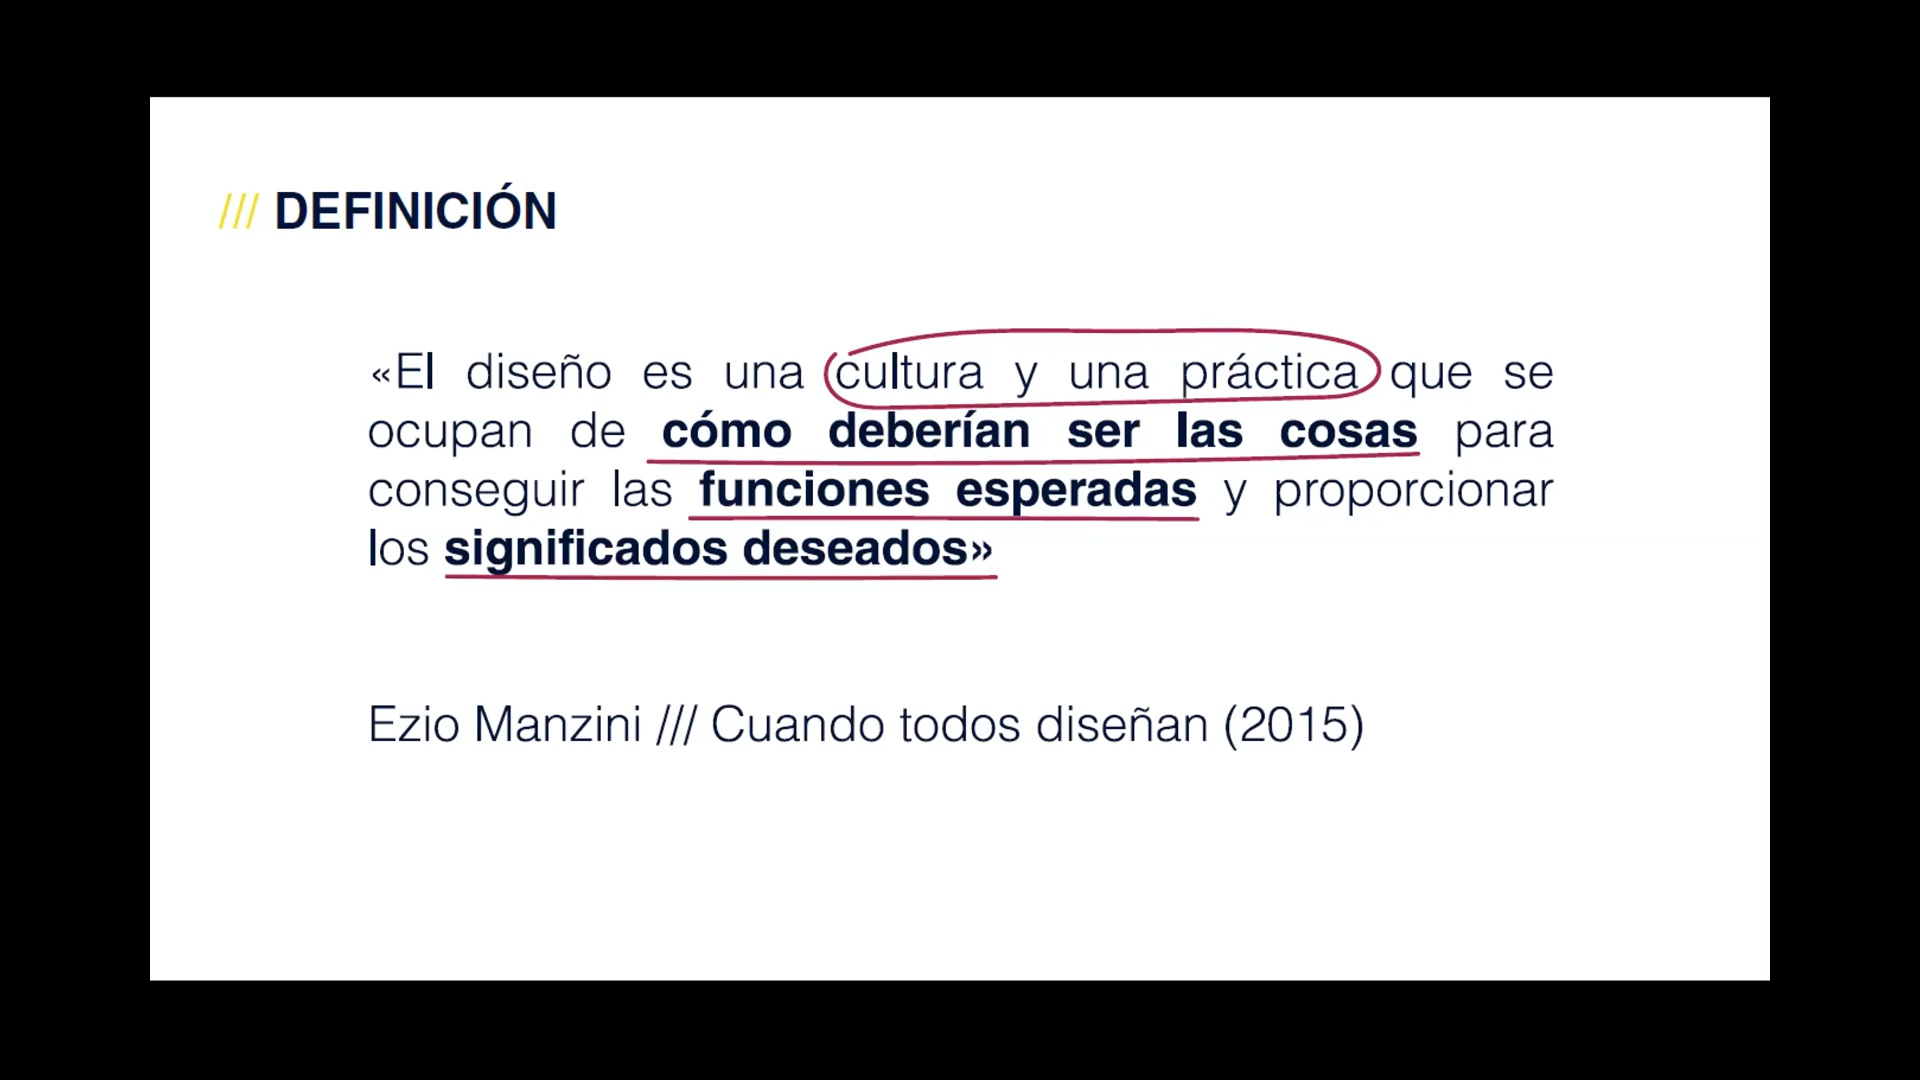 /// DEFINICIÓN
«El diseño es una cultura y una práctica que se
ocupan de cómo deberían ser las cosas para
conseguir las funciones esperadas y proporcionar
los significados deseados»
Ezio Manzini /// Cuando todos diseñan (2015)